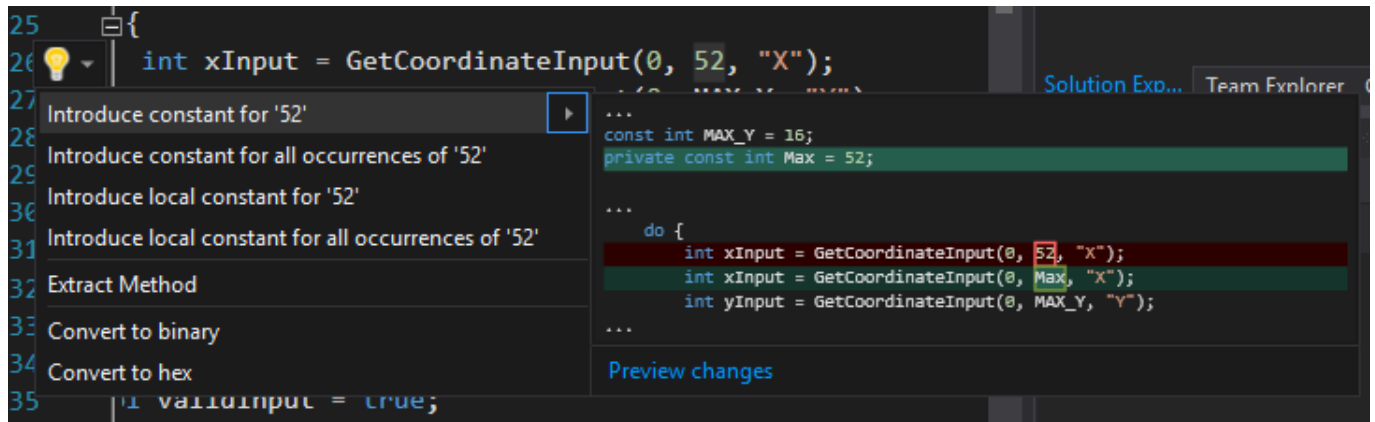 25 {
26 int xInput = GetCoordinateInput(0, 52, "X");
27
Solution Exp... Team Explorer
Introduce constant for '52'
28
Introduce constant for all occurrences of '52'
29
Introduce local constant for '52'
30
Introduce local constant for all occurrences of '52'
31
Extract Method
32
33
Convert to binary
34
Convert to hex
35 validInput = true;
...
const int MAX_Y = 16;
private const int Max = 52;
...
do {
int xInput = GetCoordinateInput(0, 52, "X");
int xInput = GetCoordinateInput(0, Max, "X");
int yInput = GetCoordinateInput(0, MAX_Y, "Y");
...
Preview changes